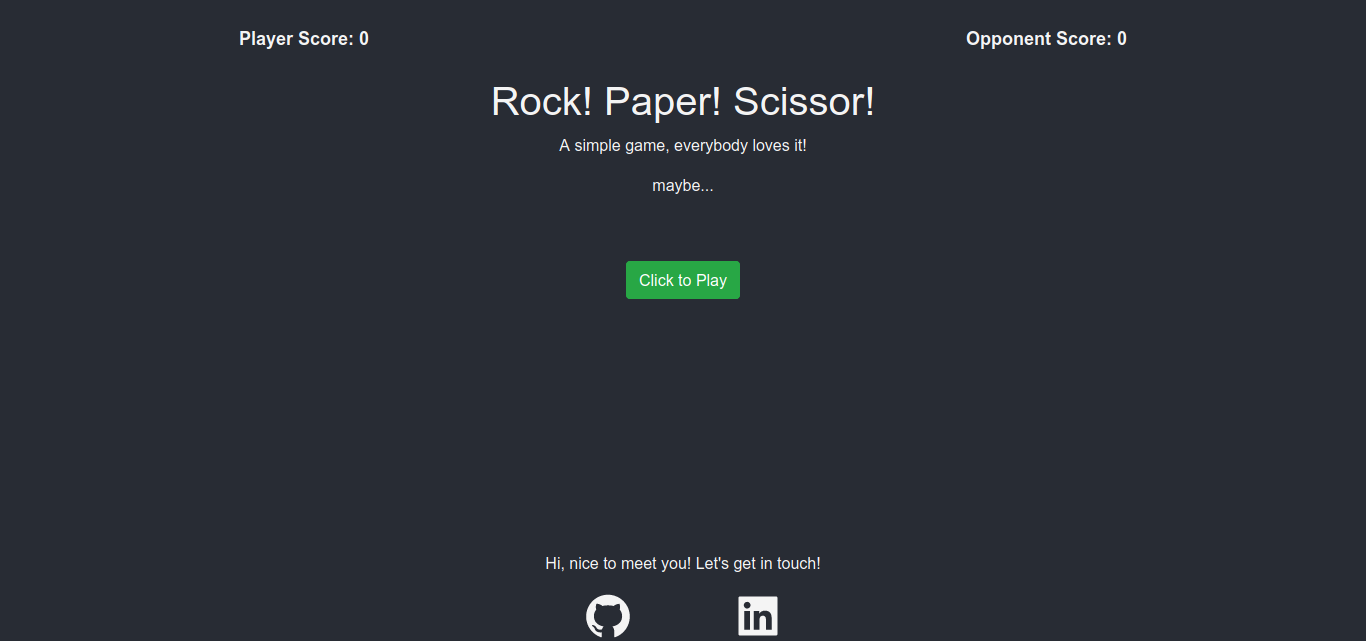 Player Score: 0
Opponent Score: 0
Rock! Paper! Scissor!
A simple game, everybody loves it!
maybe...
Click to Play
Hi, nice to meet you! Let's get in touch!
in